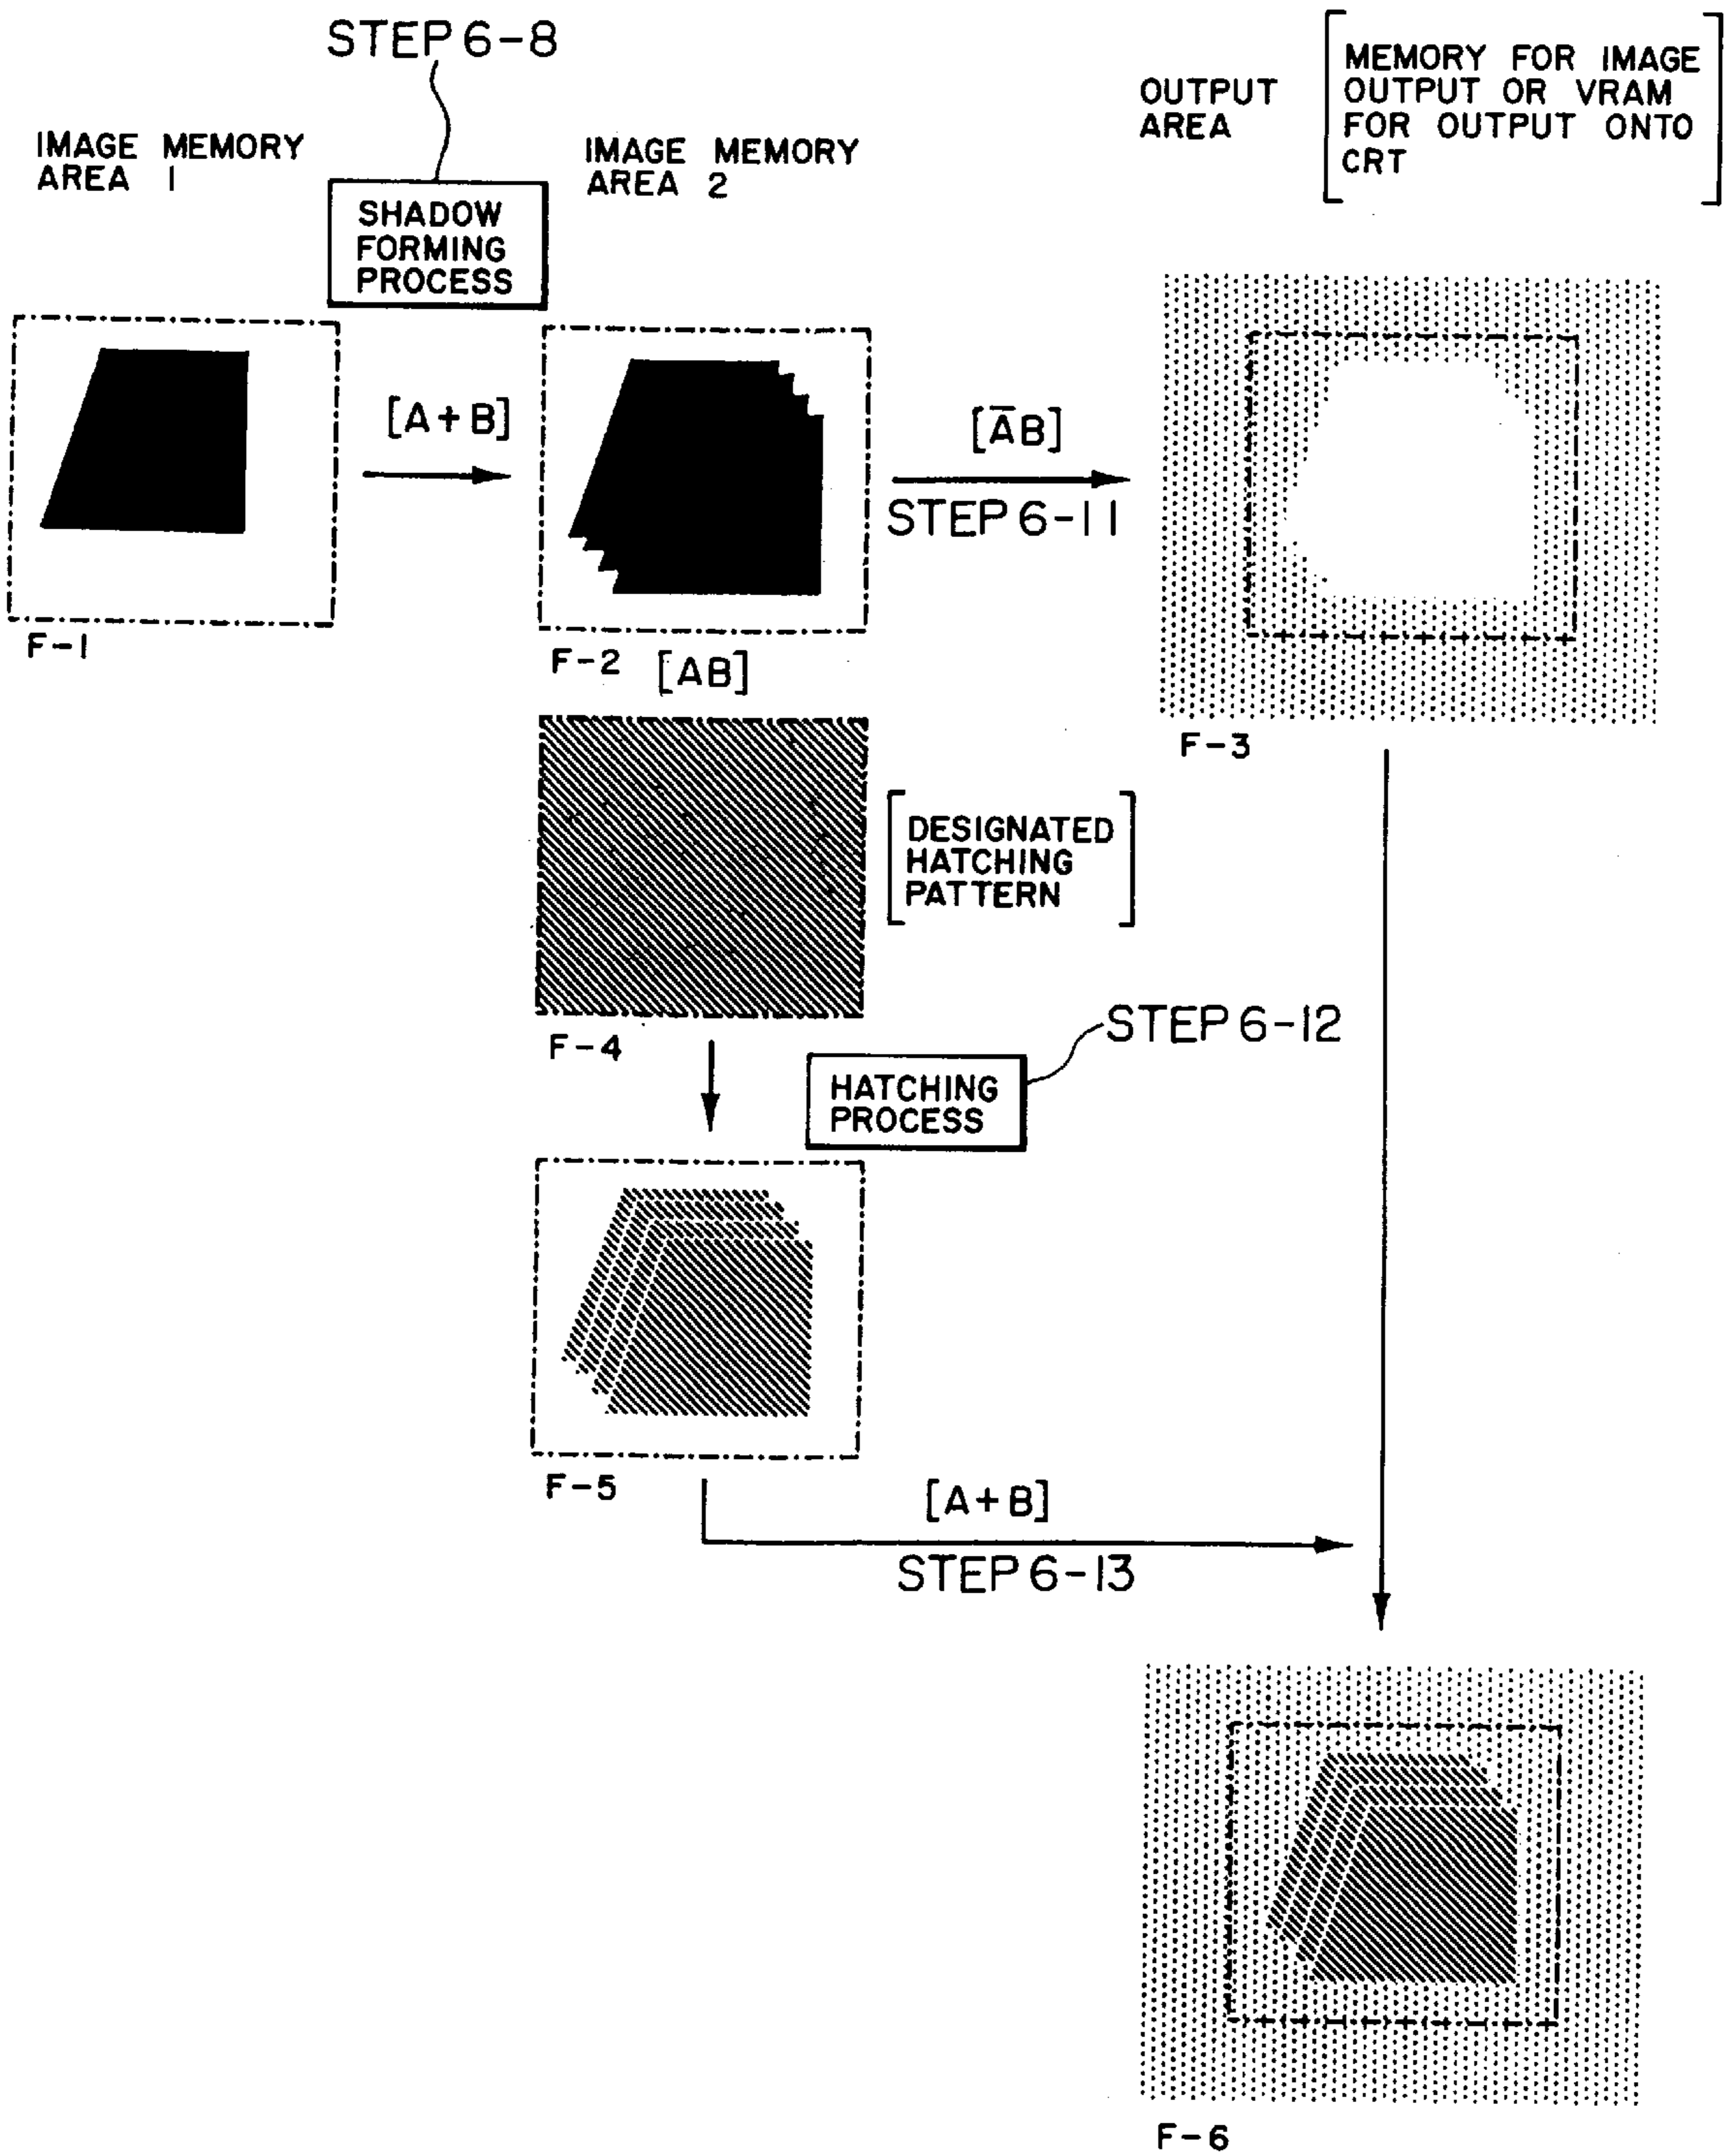 STEP 6-8
IMAGE MEMORY
AREA 1
SHADOW
FORMING
PROCESS
IMAGE MEMORY
AREA 2
OUTPUT
AREA
MEMORY FOR IMAGE
OUTPUT OR VRAM
FOR OUTPUT ONTO
CRT
[A+B]
[A̅B]
STEP 6-11
F-1
F-2
[AB]
F-3
DESIGNATED
HATCHING
PATTERN
F-4
STEP 6-12
HATCHING
PROCESS
F-5
[A+B]
STEP 6-13
F-6